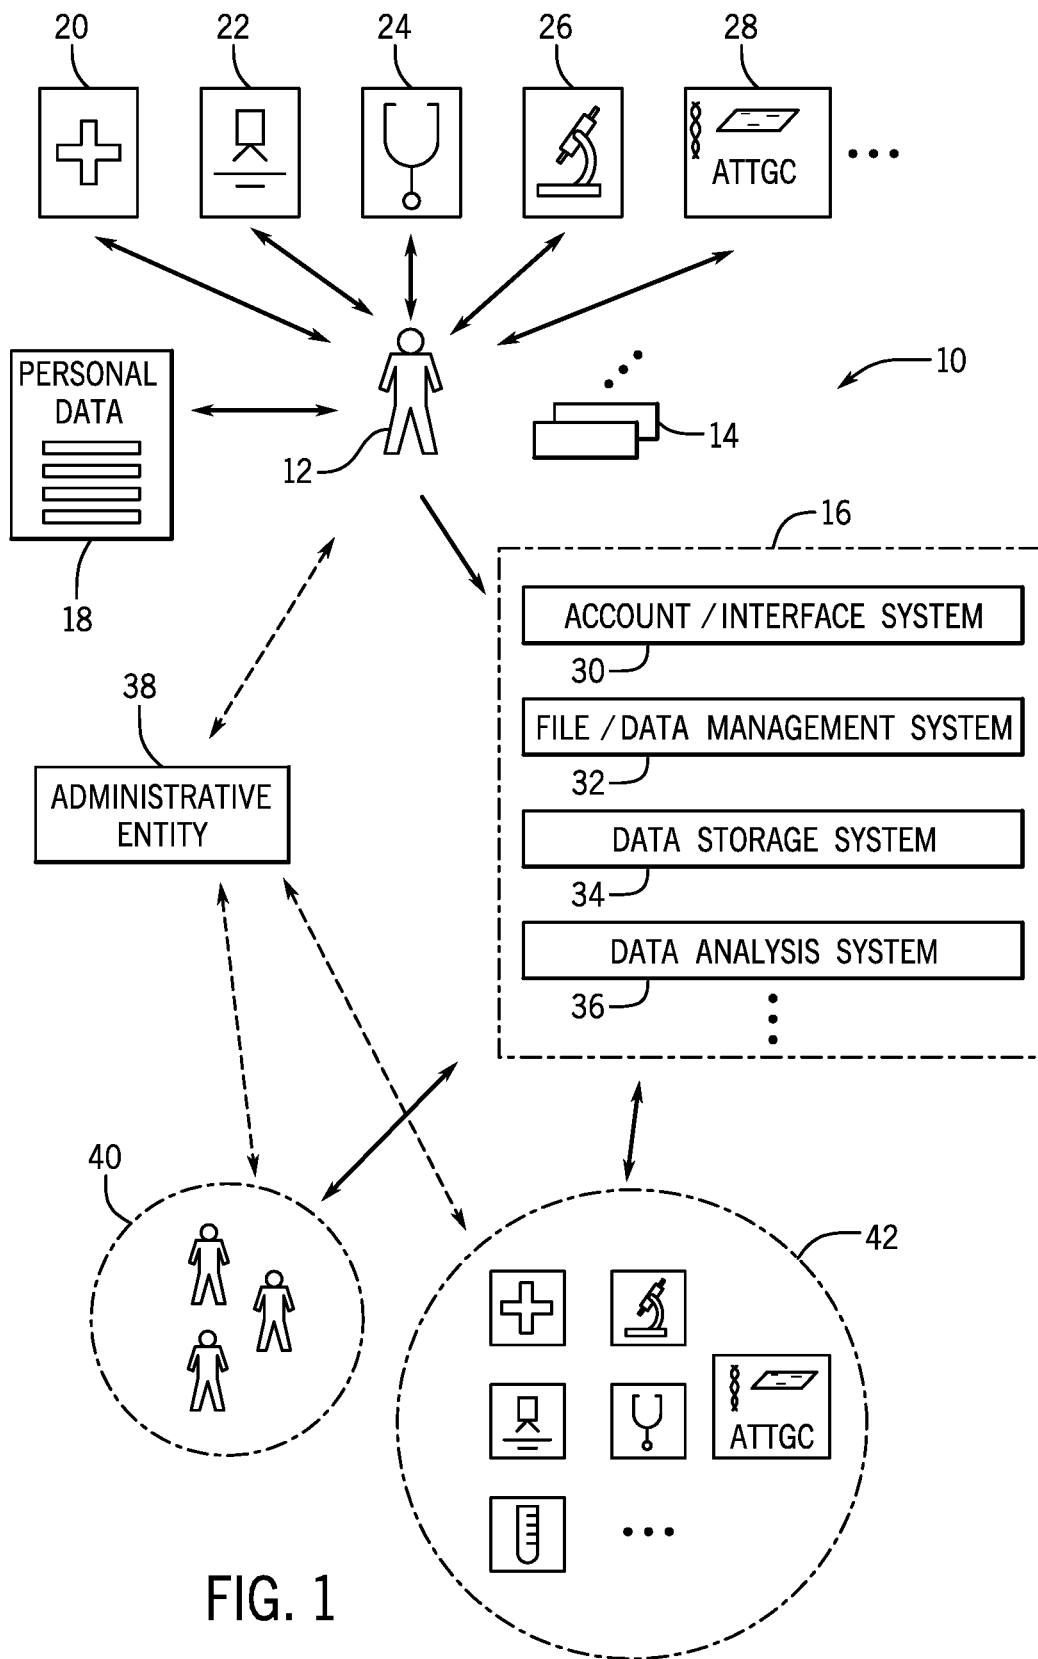 20
22
24
26
28
ATTGC
PERSONAL
DATA
10
12
14
16
18
ACCOUNT / INTERFACE SYSTEM
30
38
FILE / DATA MANAGEMENT SYSTEM
32
ADMINISTRATIVE
ENTITY
DATA STORAGE SYSTEM
34
DATA ANALYSIS SYSTEM
36
40
42
ATTGC
FIG. 1